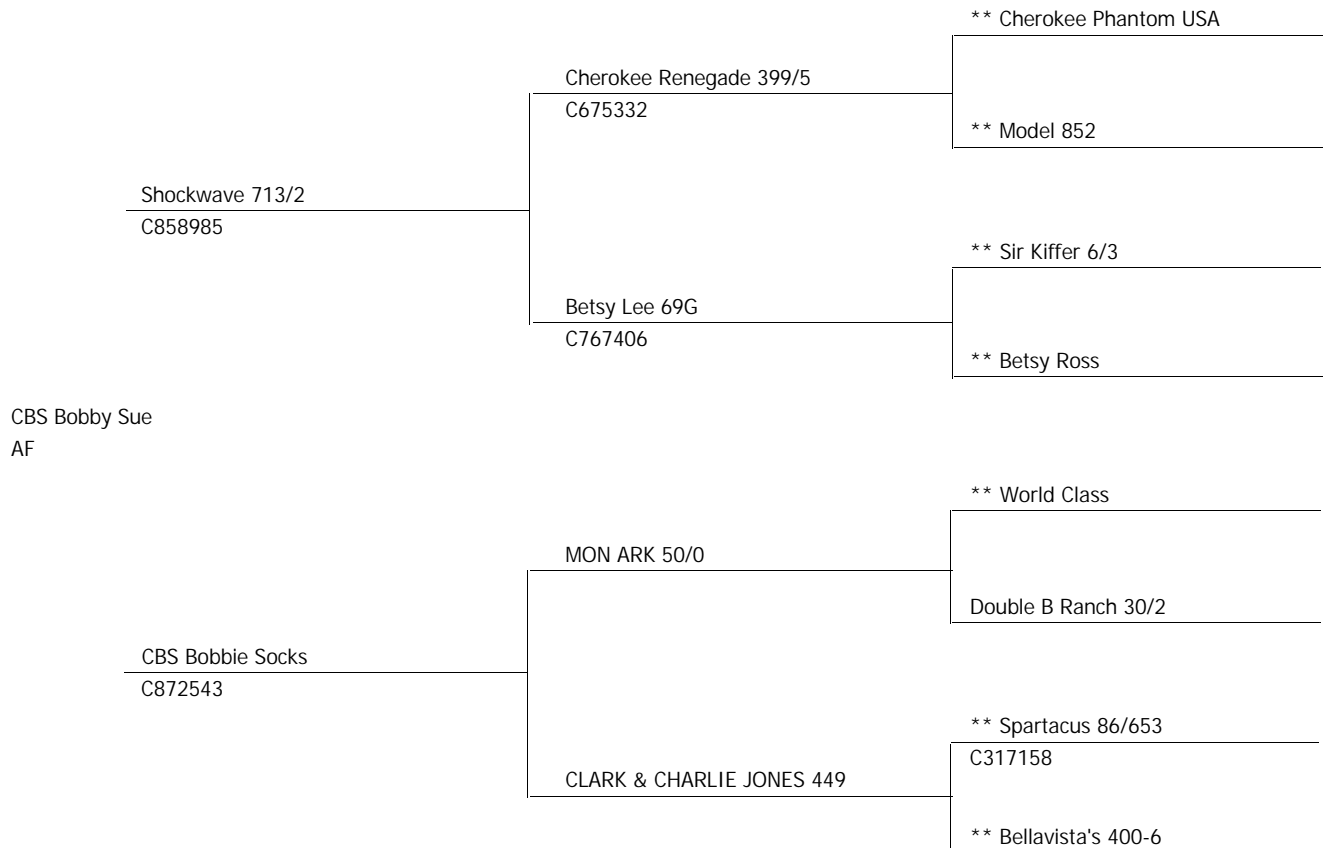 ** Cherokee Phantom USA
Cherokee Renegade 399/5
C675332
** Model 852
Shockwave 713/2
C858985
** Sir Kiffer 6/3
Betsy Lee 69G
C767406
** Betsy Ross
CBS Bobby Sue
AF
** World Class
MON ARK 50/0
Double B Ranch 30/2
CBS Bobbie Socks
C872543
** Spartacus 86/653
C317158
CLARK & CHARLIE JONES 449
** Bellavista's 400-6